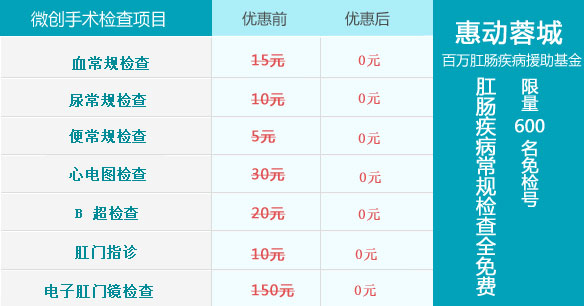 微创手术检查项目 优惠前 优惠后
血常规检查 15元 0元
尿常规检查 10元 0元
便常规检查 5元 0元
心电图检查 30元 0元
B 超检查 20元 0元
肛门指诊 10元 0元
电子肛门镜检查 150元 0元
惠动蓉城
百万肛肠疾病援助基金
限量600名免检号
肛肠疾病常规检查全免费